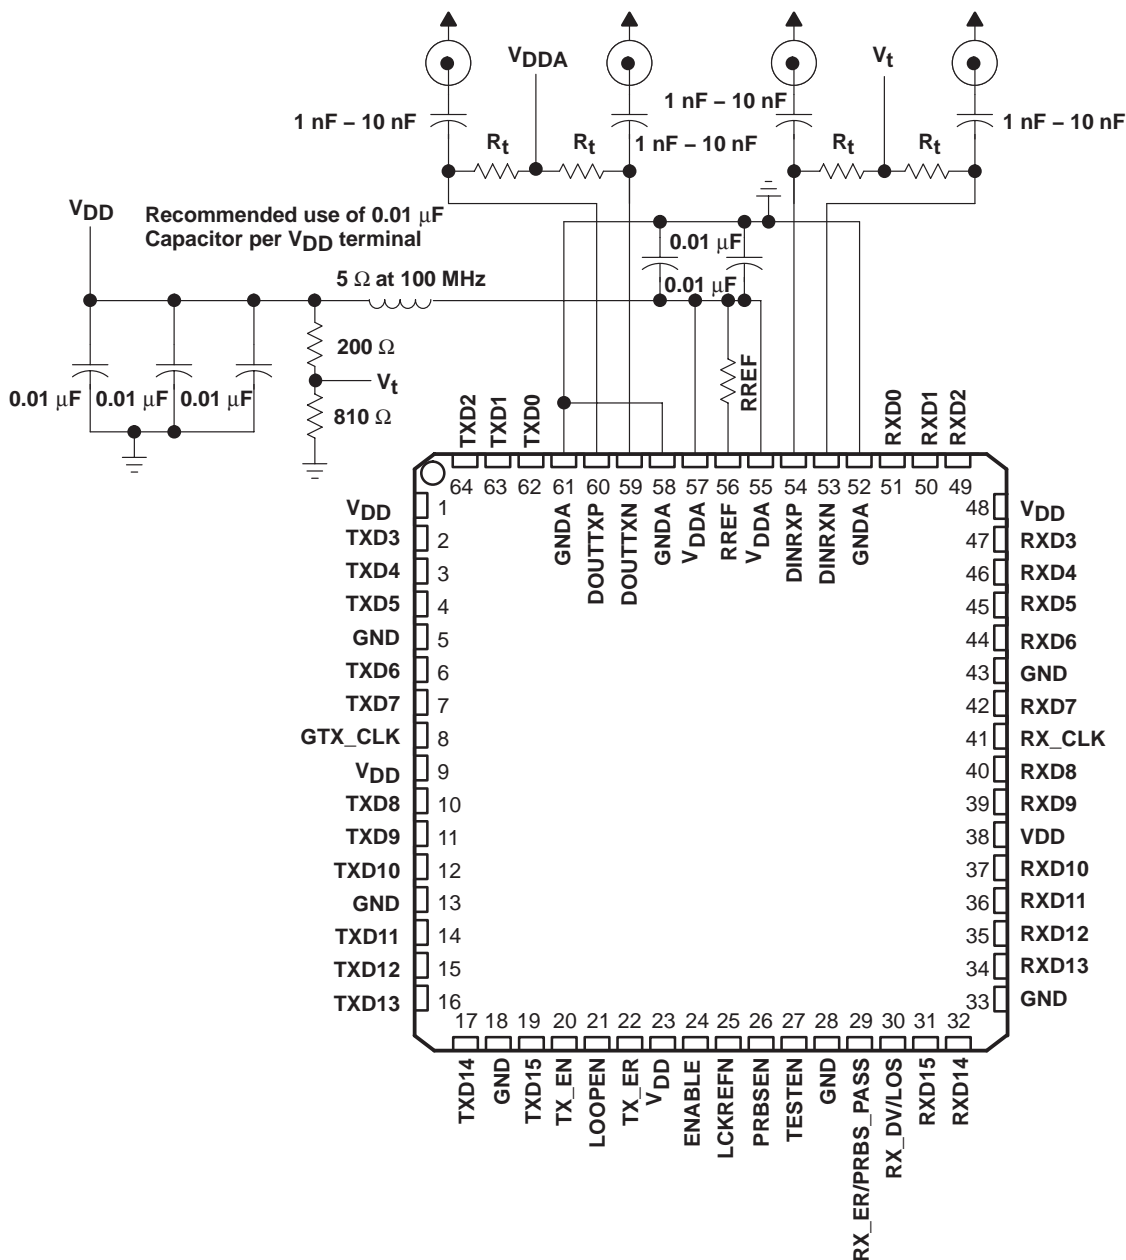 VDDA
Vt
1 nF – 10 nF
1 nF – 10 nF
1 nF – 10 nF
1 nF – 10 nF
Rt
Rt
Rt
Rt
VDD
Recommended use of 0.01 μF
Capacitor per VDD terminal
0.01 μF
0.01 μF
5 Ω at 100 MHz
200 Ω
Vt
810 Ω
0.01 μF
0.01 μF
0.01 μF
RREF
TXD2
TXD1
TXD0
RXD0
RXD1
RXD2
64
63
62
61
60
59
58
57
56
55
54
53
52
51
50
49
GNDA
DOUTTXP
DOUTTXN
GNDA
VDDA
RREF
VDDA
DINRXP
DINRXN
GNDA
VDD 1
TXD3 2
TXD4 3
TXD5 4
GND 5
TXD6 6
TXD7 7
GTX_CLK 8
VDD 9
TXD8 10
TXD9 11
TXD10 12
GND 13
TXD11 14
TXD12 15
TXD13 16
48 VDD
47 RXD3
46 RXD4
45 RXD5
44 RXD6
43 GND
42 RXD7
41 RX_CLK
40 RXD8
39 RXD9
38 VDD
37 RXD10
36 RXD11
35 RXD12
34 RXD13
33 GND
17
18
19
20
21
22
23
24
25
26
27
28
29
30
31
32
TXD14
GND
TXD15
TX_EN
LOOPEN
TX_ER
VDD
ENABLE
LCKREFN
PRBSEN
TESTEN
GND
RX_ER/PRBS_PASS
RX_DV/LOS
RXD15
RXD14